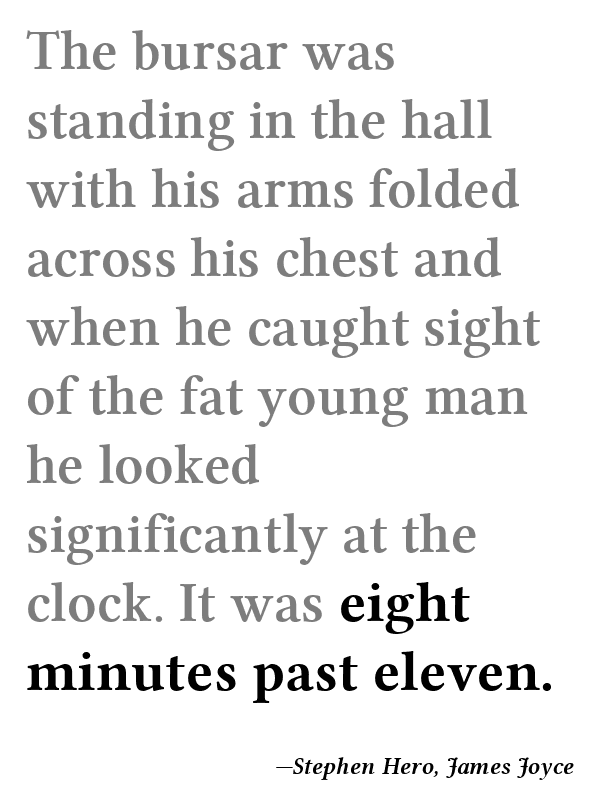 The bursar was
standing in the hall
with his arms folded
across his chest and
when he caught sight
of the fat young man
he looked
significantly at the
clock. It was eight
minutes past eleven.
—Stephen Hero, James Joyce